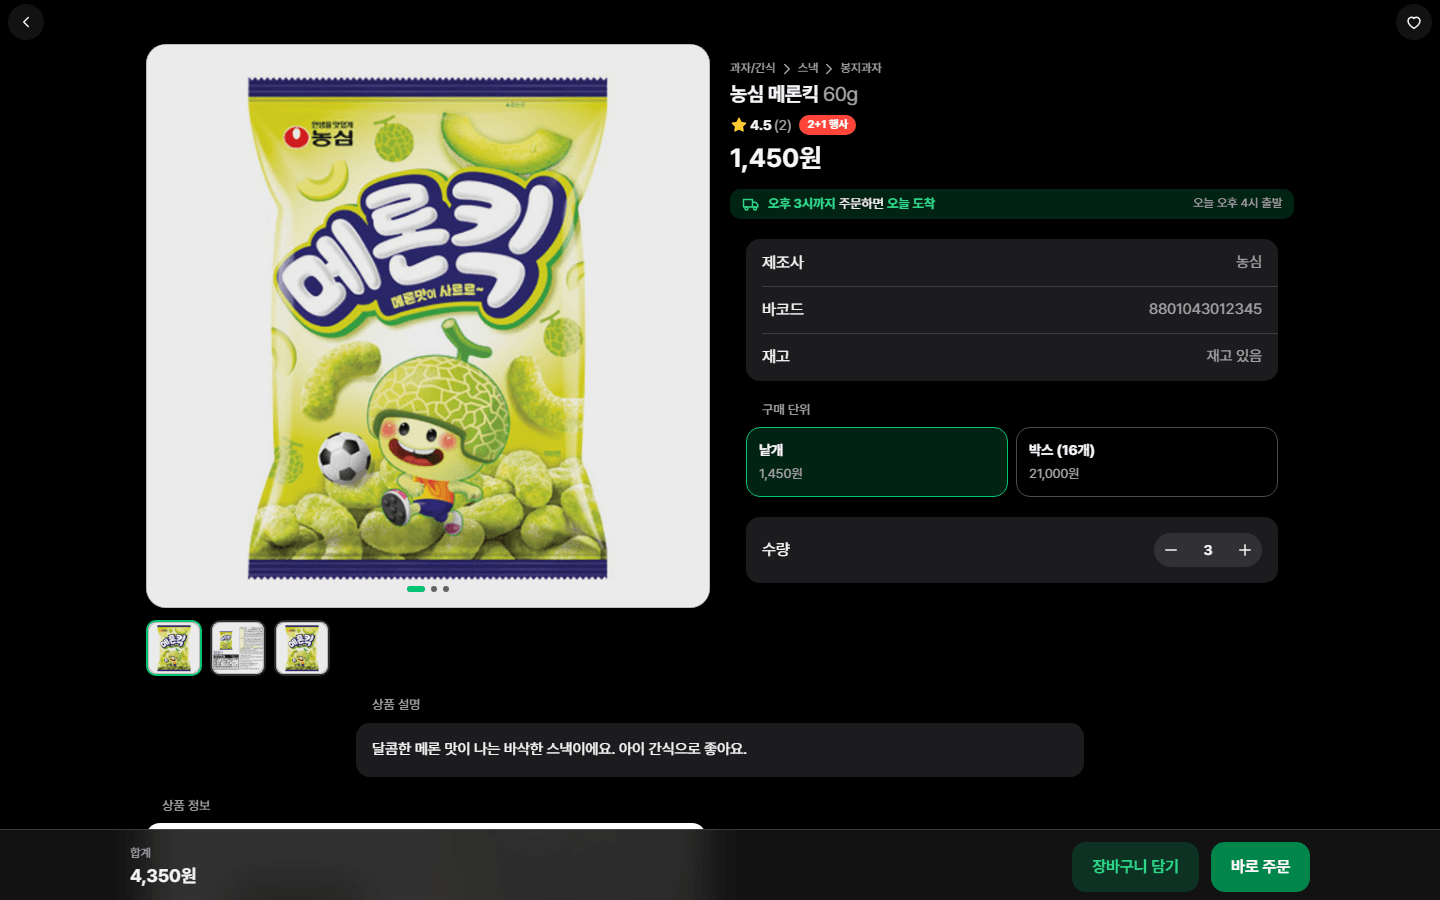 인생을 맛있게
농심
메론킥
메론맛이 사르르~
과자/간식 > 스낵 > 봉지과자
농심 메론킥 60g
4.5 (2) 2+1 행사
1,450원
오후 3시까지 주문하면 오늘 도착
오늘 오후 4시 출발
제조사 농심
바코드 8801043012345
재고 재고 있음
구매 단위
낱개
1,450원
박스 (16개)
21,000원
수량 3
상품 설명
달콤한 메론 맛이 나는 바삭한 스낵이에요. 아이 간식으로 좋아요.
상품 정보
합계
4,350원
장바구니 담기
바로 주문